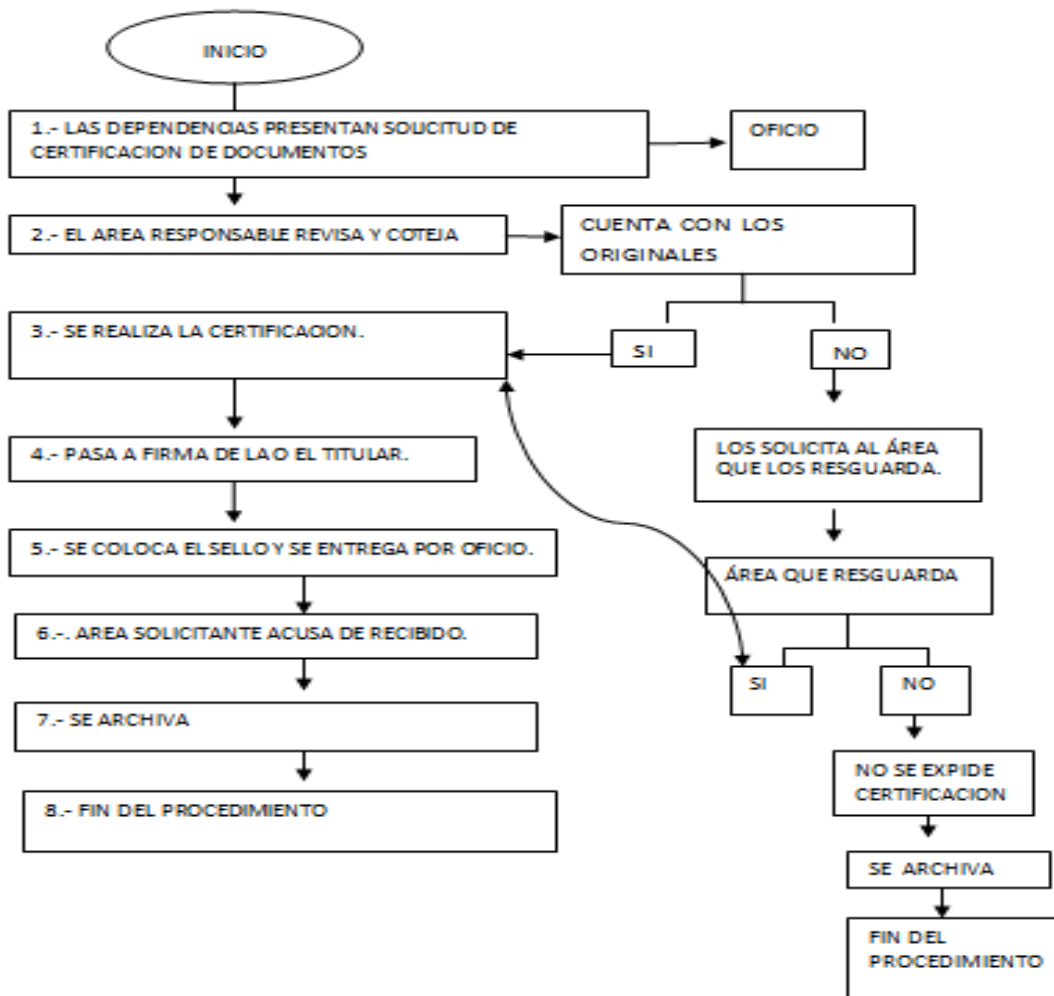 INICIO
1.- LAS DEPENDENCIAS PRESENTAN SOLICITUD DE
CERTIFICACION DE DOCUMENTOS
OFICIO
2.- EL AREA RESPONSABLE REVISA Y COTEJA
CUENTA CON LOS
ORIGINALES
3.- SE REALIZA LA CERTIFICACION.
SI
NO
4.- PASA A FIRMA DE LA O EL TITULAR.
LOS SOLICITA AL ÁREA
QUE LOS RESGUARDA.
5.- SE COLOCA EL SELLO Y SE ENTREGA POR OFICIO.
ÁREA QUE RESGUARDA
6.-. AREA SOLICITANTE ACUSA DE RECIBIDO.
SI
NO
7.- SE ARCHIVA
NO SE EXPIDE
CERTIFICACION
8.- FIN DEL PROCEDIMIENTO
SE ARCHIVA
FIN DEL
PROCEDIMIENTO